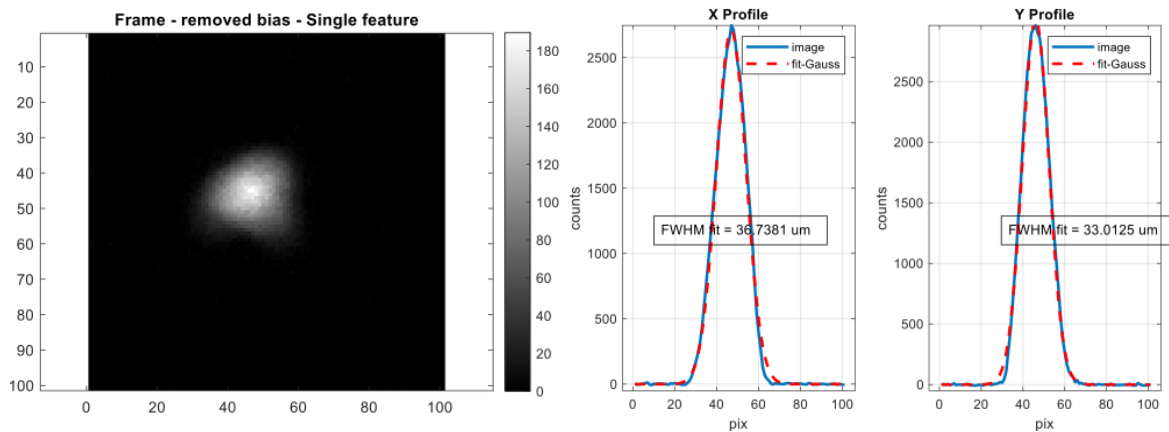 Frame - removed bias - Single feature
10
20
30
40
50
60
70
80
90
100
0 20 40 60 80 100
180
160
140
120
100
80
60
40
20
0
X Profile
image
fit-Gauss
FWHM fit = 36.7381 um
counts
2500
2000
1500
1000
500
0
0 20 40 60 80 100
pix
Y Profile
image
fit-Gauss
FWHM fit = 33.0125 um
counts
2500
2000
1500
1000
500
0
0 20 40 60 80 100
pix